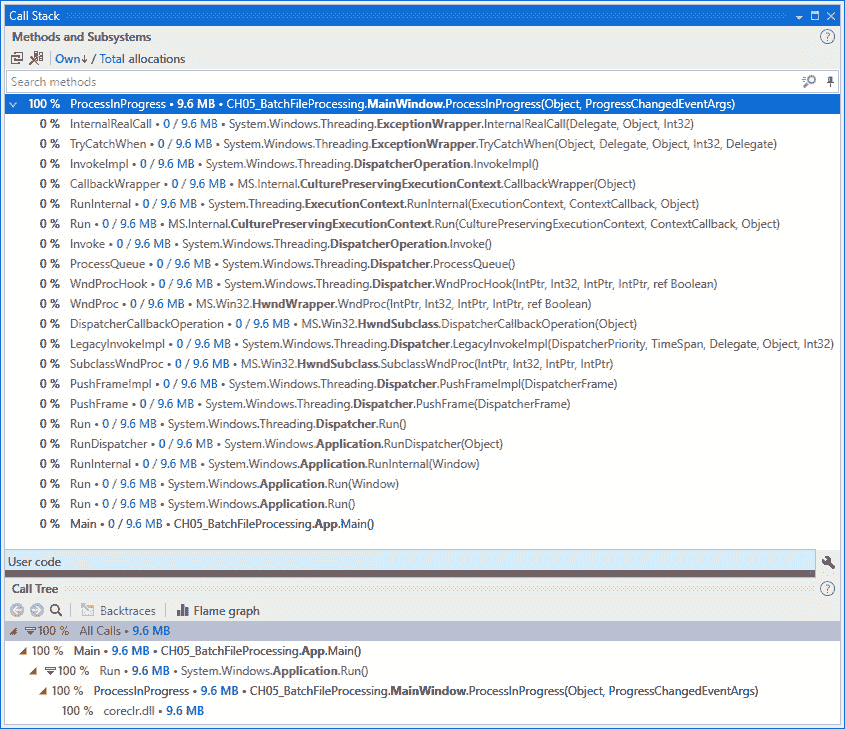 Call Stack
Methods and Subsystems
Own↓ / Total allocations
Search methods
100 % ProcessInProgress • 9.6 MB • CH05_BatchFileProcessing.MainWindow.ProcessInProgress(Object, ProgressChangedEventArgs)
0 % InternalRealCall • 0 / 9.6 MB • System.Windows.Threading.ExceptionWrapper.InternalRealCall(Delegate, Object, Int32)
0 % TryCatchWhen • 0 / 9.6 MB • System.Windows.Threading.ExceptionWrapper.TryCatchWhen(Object, Delegate, Object, Int32, Delegate)
0 % InvokeImpl • 0 / 9.6 MB • System.Windows.Threading.DispatcherOperation.InvokeImpl()
0 % CallbackWrapper • 0 / 9.6 MB • MS.Internal.CulturePreservingExecutionContext.CallbackWrapper(Object)
0 % RunInternal • 0 / 9.6 MB • System.Threading.ExecutionContext.RunInternal(ExecutionContext, ContextCallback, Object)
0 % Run • 0 / 9.6 MB • MS.Internal.CulturePreservingExecutionContext.Run(CulturePreservingExecutionContext, ContextCallback, Object)
0 % Invoke • 0 / 9.6 MB • System.Windows.Threading.DispatcherOperation.Invoke()
0 % ProcessQueue • 0 / 9.6 MB • System.Windows.Threading.Dispatcher.ProcessQueue()
0 % WndProcHook • 0 / 9.6 MB • System.Windows.Threading.Dispatcher.WndProcHook(IntPtr, Int32, IntPtr, IntPtr, ref Boolean)
0 % WndProc • 0 / 9.6 MB • MS.Win32.HwndWrapper.WndProc(IntPtr, Int32, IntPtr, IntPtr, ref Boolean)
0 % DispatcherCallbackOperation • 0 / 9.6 MB • MS.Win32.HwndSubclass.DispatcherCallbackOperation(Object)
0 % LegacyInvokeImpl • 0 / 9.6 MB • System.Windows.Threading.Dispatcher.LegacyInvokeImpl(DispatcherPriority, TimeSpan, Delegate, Object, Int32)
0 % SubclassWndProc • 0 / 9.6 MB • MS.Win32.HwndSubclass.SubclassWndProc(IntPtr, Int32, IntPtr, IntPtr)
0 % PushFrameImpl • 0 / 9.6 MB • System.Windows.Threading.Dispatcher.PushFrameImpl(DispatcherFrame)
0 % PushFrame • 0 / 9.6 MB • System.Windows.Threading.Dispatcher.PushFrame(DispatcherFrame)
0 % Run • 0 / 9.6 MB • System.Windows.Threading.Dispatcher.Run()
0 % RunDispatcher • 0 / 9.6 MB • System.Windows.Application.RunDispatcher(Object)
0 % RunInternal • 0 / 9.6 MB • System.Windows.Application.RunInternal(Window)
0 % Run • 0 / 9.6 MB • System.Windows.Application.Run(Window)
0 % Run • 0 / 9.6 MB • System.Windows.Application.Run()
0 % Main • 0 / 9.6 MB • CH05_BatchFileProcessing.App.Main()
User code
Call Tree
Backtraces Flame graph
100 % All Calls • 9.6 MB
100 % Main • 9.6 MB • CH05_BatchFileProcessing.App.Main()
100 % Run • 9.6 MB • System.Windows.Application.Run()
100 % ProcessInProgress • 9.6 MB • CH05_BatchFileProcessing.MainWindow.ProcessInProgress(Object, ProgressChangedEventArgs)
100 % coreclr.dll • 9.6 MB